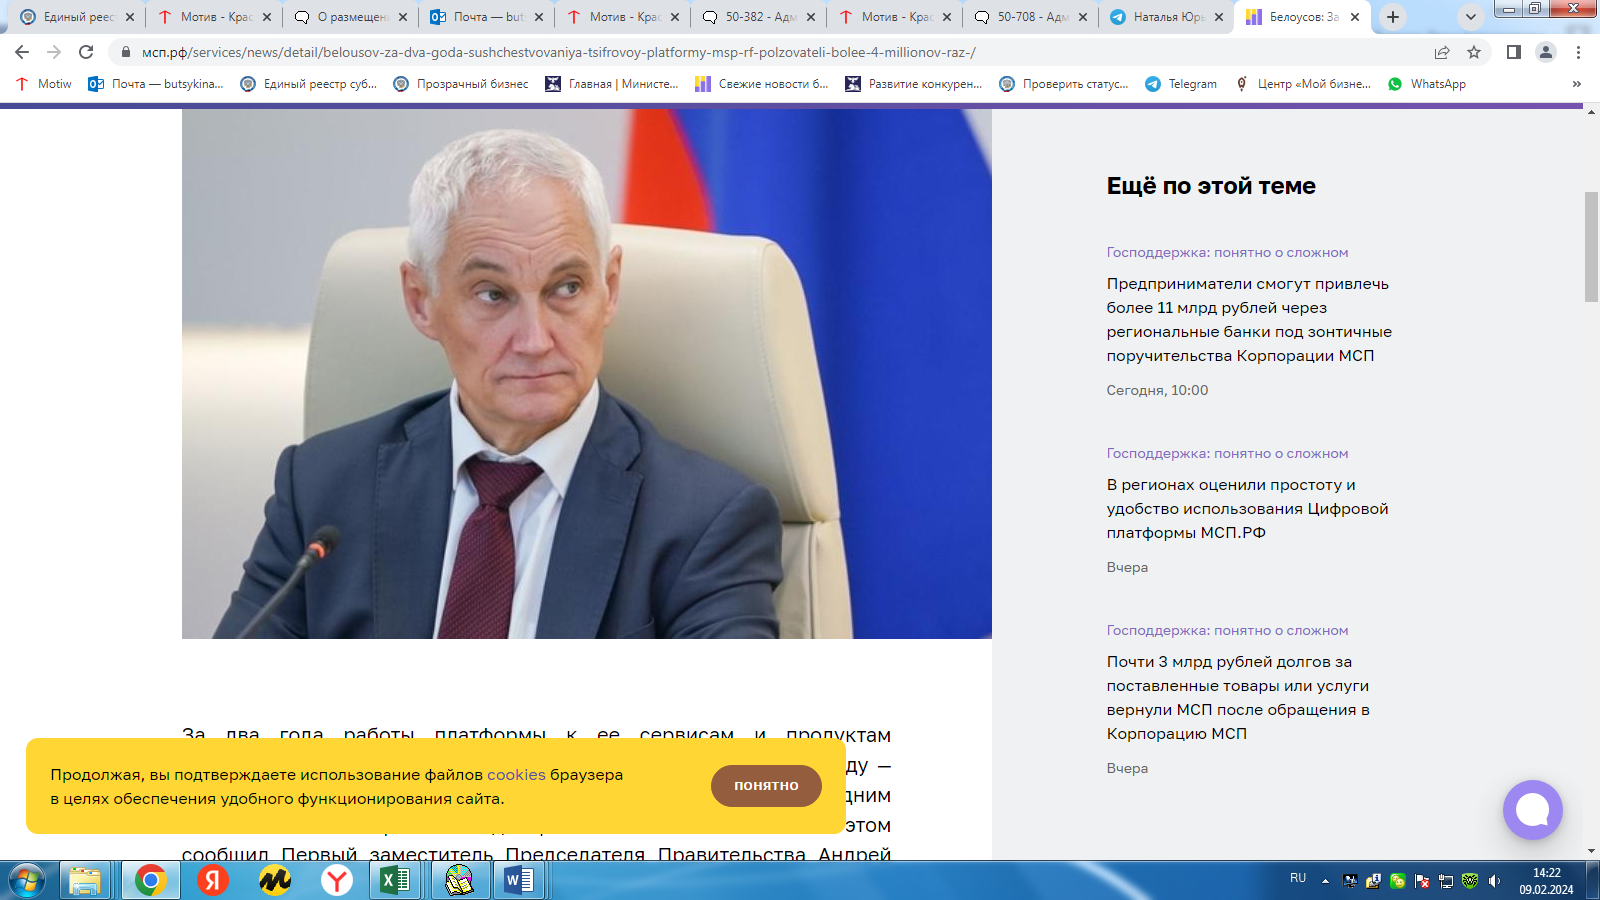 Единый реест
Мотив - Крас
О размещен
Почта — but
Мотив - Крас
50-382 - Адм
Мотив - Крас
50-708 - Адм
Наталья Юрь
Белоусов: За
мсп.рф/services/news/detail/belousov-za-dva-goda-sushchestvovaniya-tsifrovoy-platformy-msp-rf-polzovateli-bolee-4-millionov-raz-/
Motiw
Почта — butsykina...
Единый реестр суб...
Прозрачный бизнес
Главная | Министе...
Свежие новости б...
Развитие конкурен...
Проверить статус...
Telegram
Центр «Мой бизне...
WhatsApp
»
Ещё по этой теме
Господдержка: понятно о сложном
Предприниматели смогут привлечь
более 11 млрд рублей через
региональные банки под зонтичные
поручительства Корпорации МСП
Сегодня, 10:00
Господдержка: понятно о сложном
В регионах оценили простоту и
удобство использования Цифровой
платформы МСП.РФ
Вчера
Господдержка: понятно о сложном
Почти 3 млрд рублей долгов за
поставленные товары или услуги
вернули МСП после обращения в
Корпорацию МСП
Вчера
За два года работы платформы к ее сервисам и продуктам
ду —
дним
этом
сообщил Первый заместитель Председателя Правительства Андрей
Продолжая, вы подтверждаете использование файлов cookies браузера
в целях обеспечения удобного функционирования сайта.
ПОНЯТНО
RU
14:22
09.02.2024